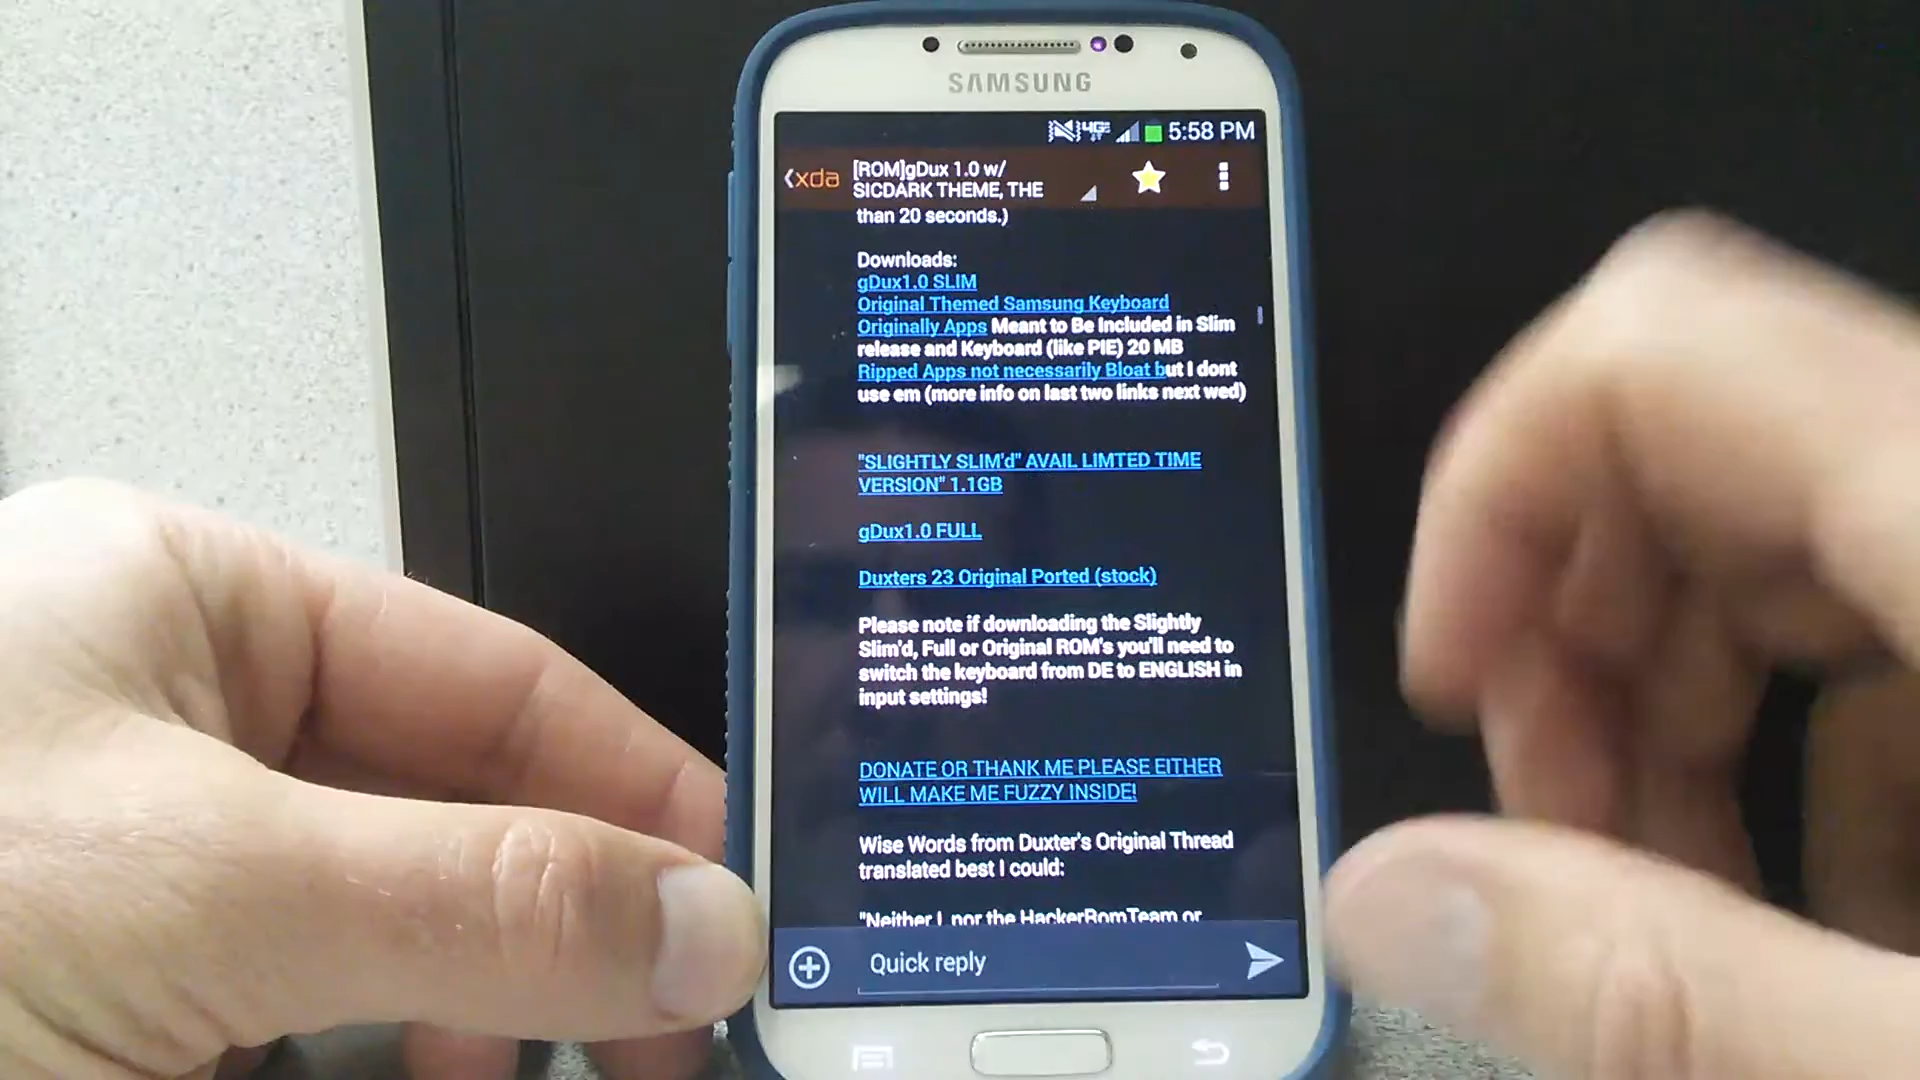 SAMSUNG
4G
5:58 PM
xda
[ROM]gDux 1.0 w/
SICDARK THEME, THE
than 20 seconds.)
Downloads:
gDux1.0 SLIM
Original Themed Samsung Keyboard
Originally Apps Meant to Be Included in Slim
release and Keyboard (like PIE) 20 MB
Ripped Apps not necessarily Bloat but I dont
use em (more info on last two links next wed)
"SLIGHTLY SLIM'd" AVAIL LIMTED TIME
VERSION" 1.1GB
gDux1.0 FULL
Duxters 23 Original Ported (stock)
Please note if downloading the Slightly
Slim'd, Full or Original ROM's you'll need to
switch the keyboard from DE to ENGLISH in
input settings!
DONATE OR THANK ME PLEASE EITHER
WILL MAKE ME FUZZY INSIDE!
Wise Words from Duxter's Original Thread
translated best I could:
"Neither I, nor the HackerRomTeam or
Quick reply